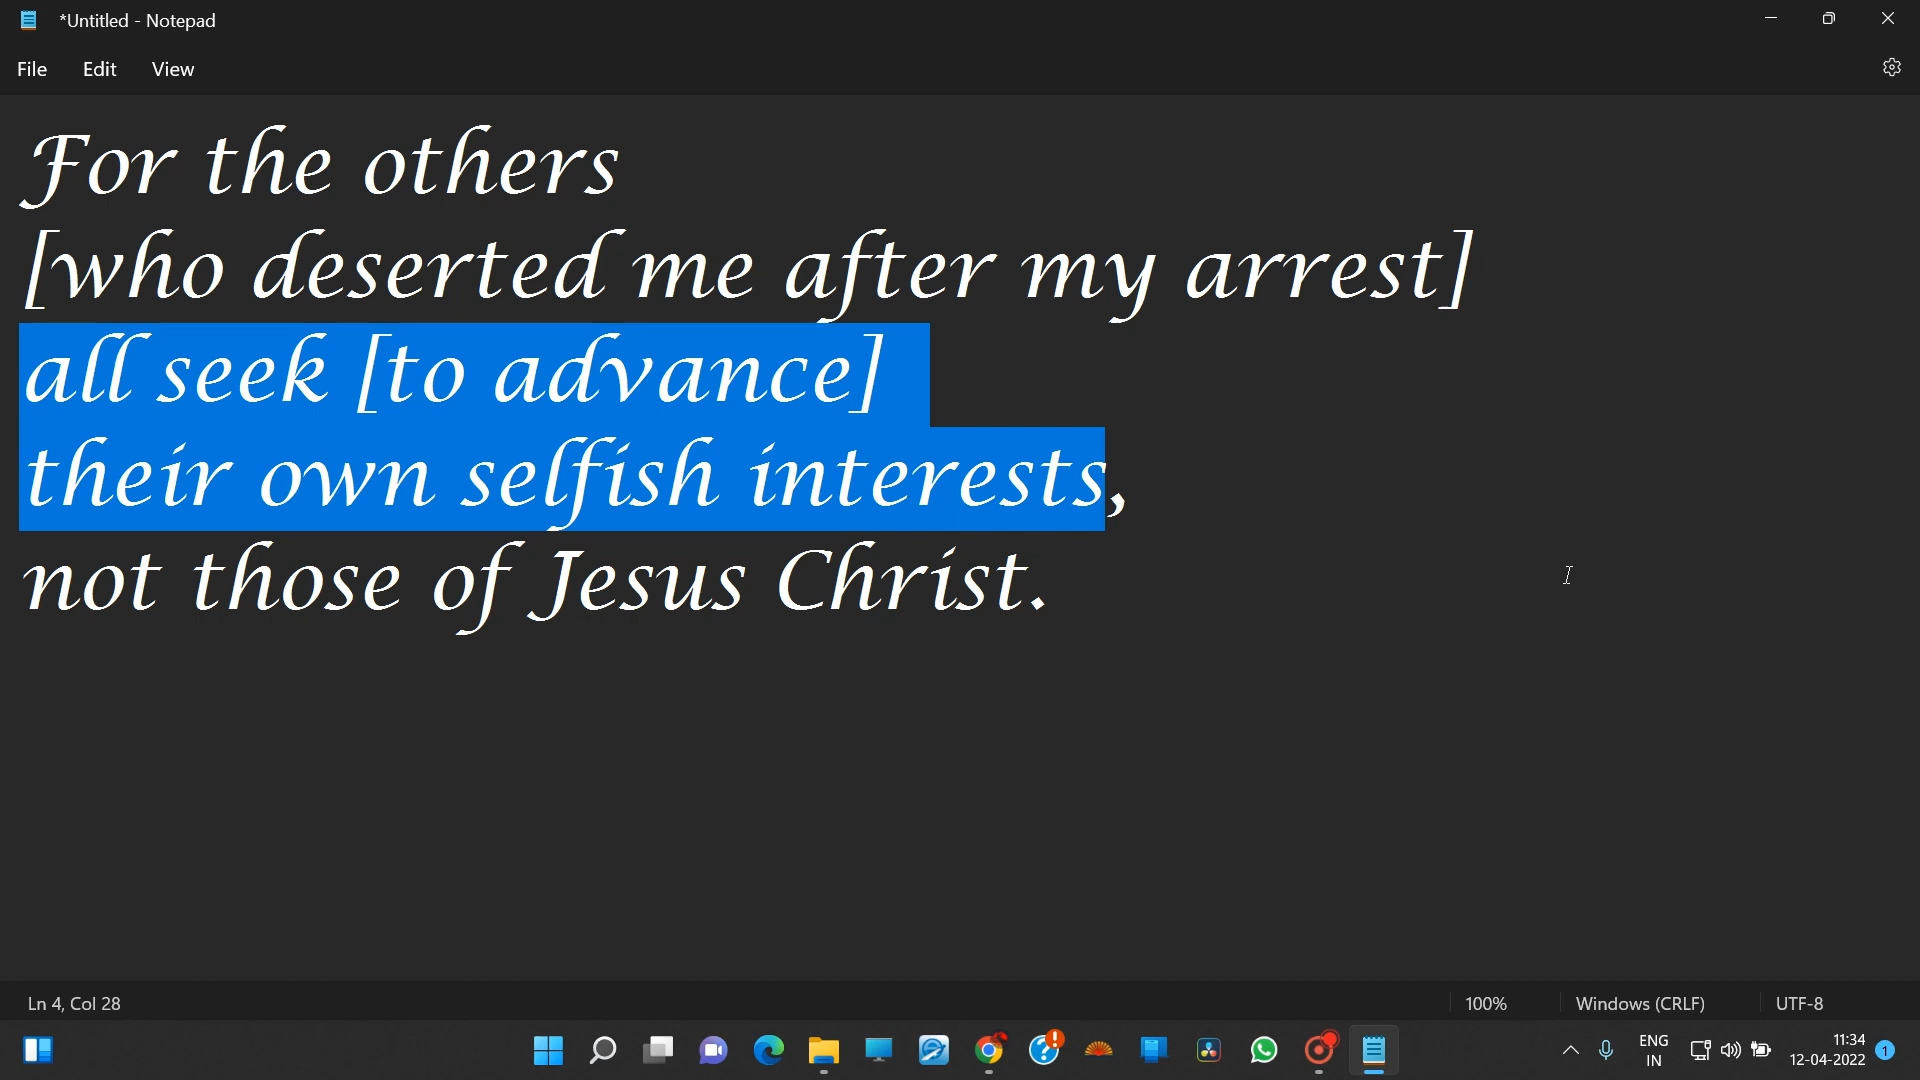 *Untitled - Notepad
File Edit View
For the others
[who deserted me after my arrest]
all seek [to advance]
their own selfish interests,
not those of Jesus Christ.
Ln 4, Col 28 100% Windows (CRLF) UTF-8
ENG 11:34
IN 12-04-2022 1